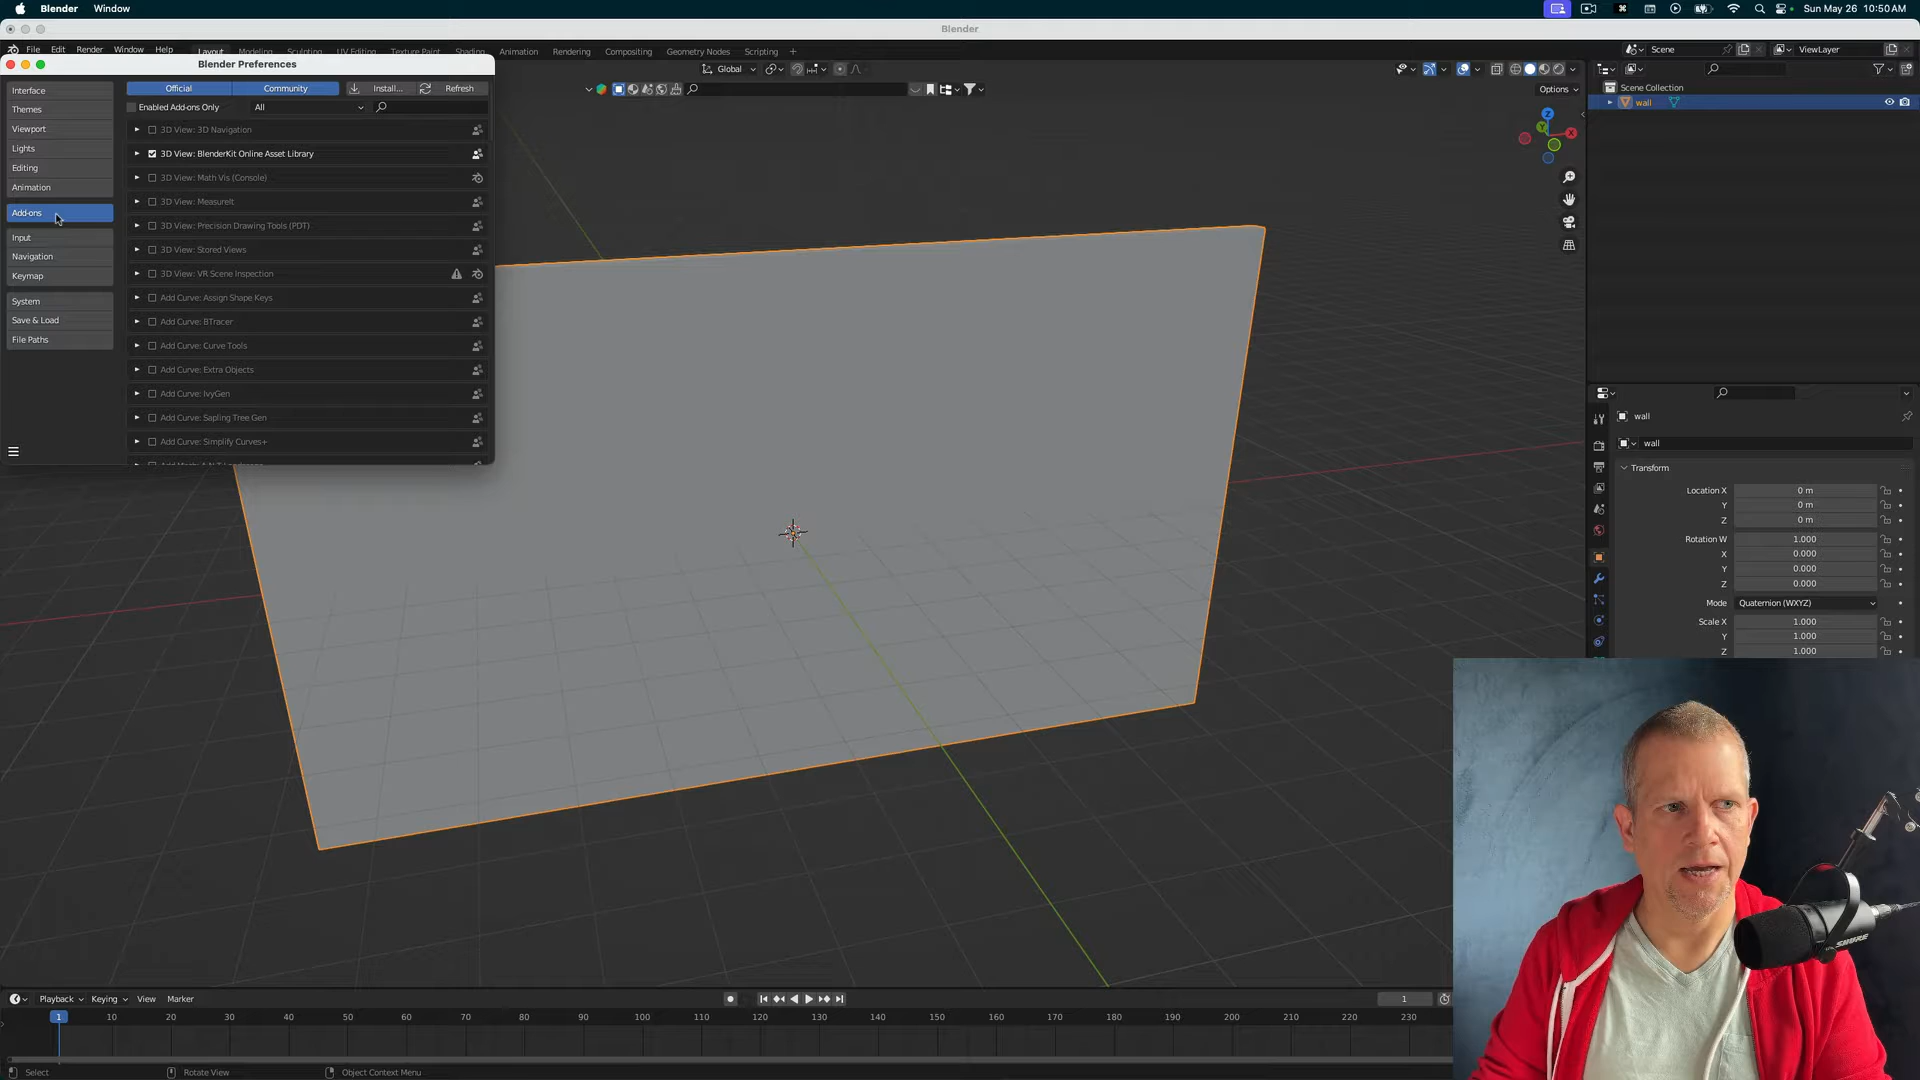 Blender Window Sun May 26 10:50 AM
Blender
File Edit Render Window Help Layout Modeling Sculpting UV Editing Texture Paint Shading Animation Rendering Compositing Geometry Nodes Scripting + Scene ViewLayer
Blender Preferences
Global
Official Community Install... Refresh
Options
Enabled Add-ons Only All
Interface
Themes
Viewport
Lights
Editing
Animation
Add-ons
Input
Navigation
Keymap
System
Save & Load
File Paths
3D View: 3D Navigation
3D View: BlenderKit Online Asset Library
3D View: Math Vis (Console)
3D View: MeasureIt
3D View: Precision Drawing Tools (PDT)
3D View: Stored Views
3D View: VR Scene Inspection
Add Curve: Assign Shape Keys
Add Curve: BTracer
Add Curve: Curve Tools
Add Curve: Extra Objects
Add Curve: IvyGen
Add Curve: Sapling Tree Gen
Add Curve: Simplify Curves+
Z
Y
X
Scene Collection
wall
wall
wall
Transform
Location X 0 m
Y 0 m
Z 0 m
Rotation W 1.000
X 0.000
Y 0.000
Z 0.000
Mode Quaternion (WXYZ)
Scale X 1.000
Y 1.000
Z 1.000
SHURE
Playback Keying View Marker 1
1 10 20 30 40 50 60 70 80 90 100 110 120 130 140 150 160 170 180 190 200 210 220 230
Select Rotate View Object Context Menu